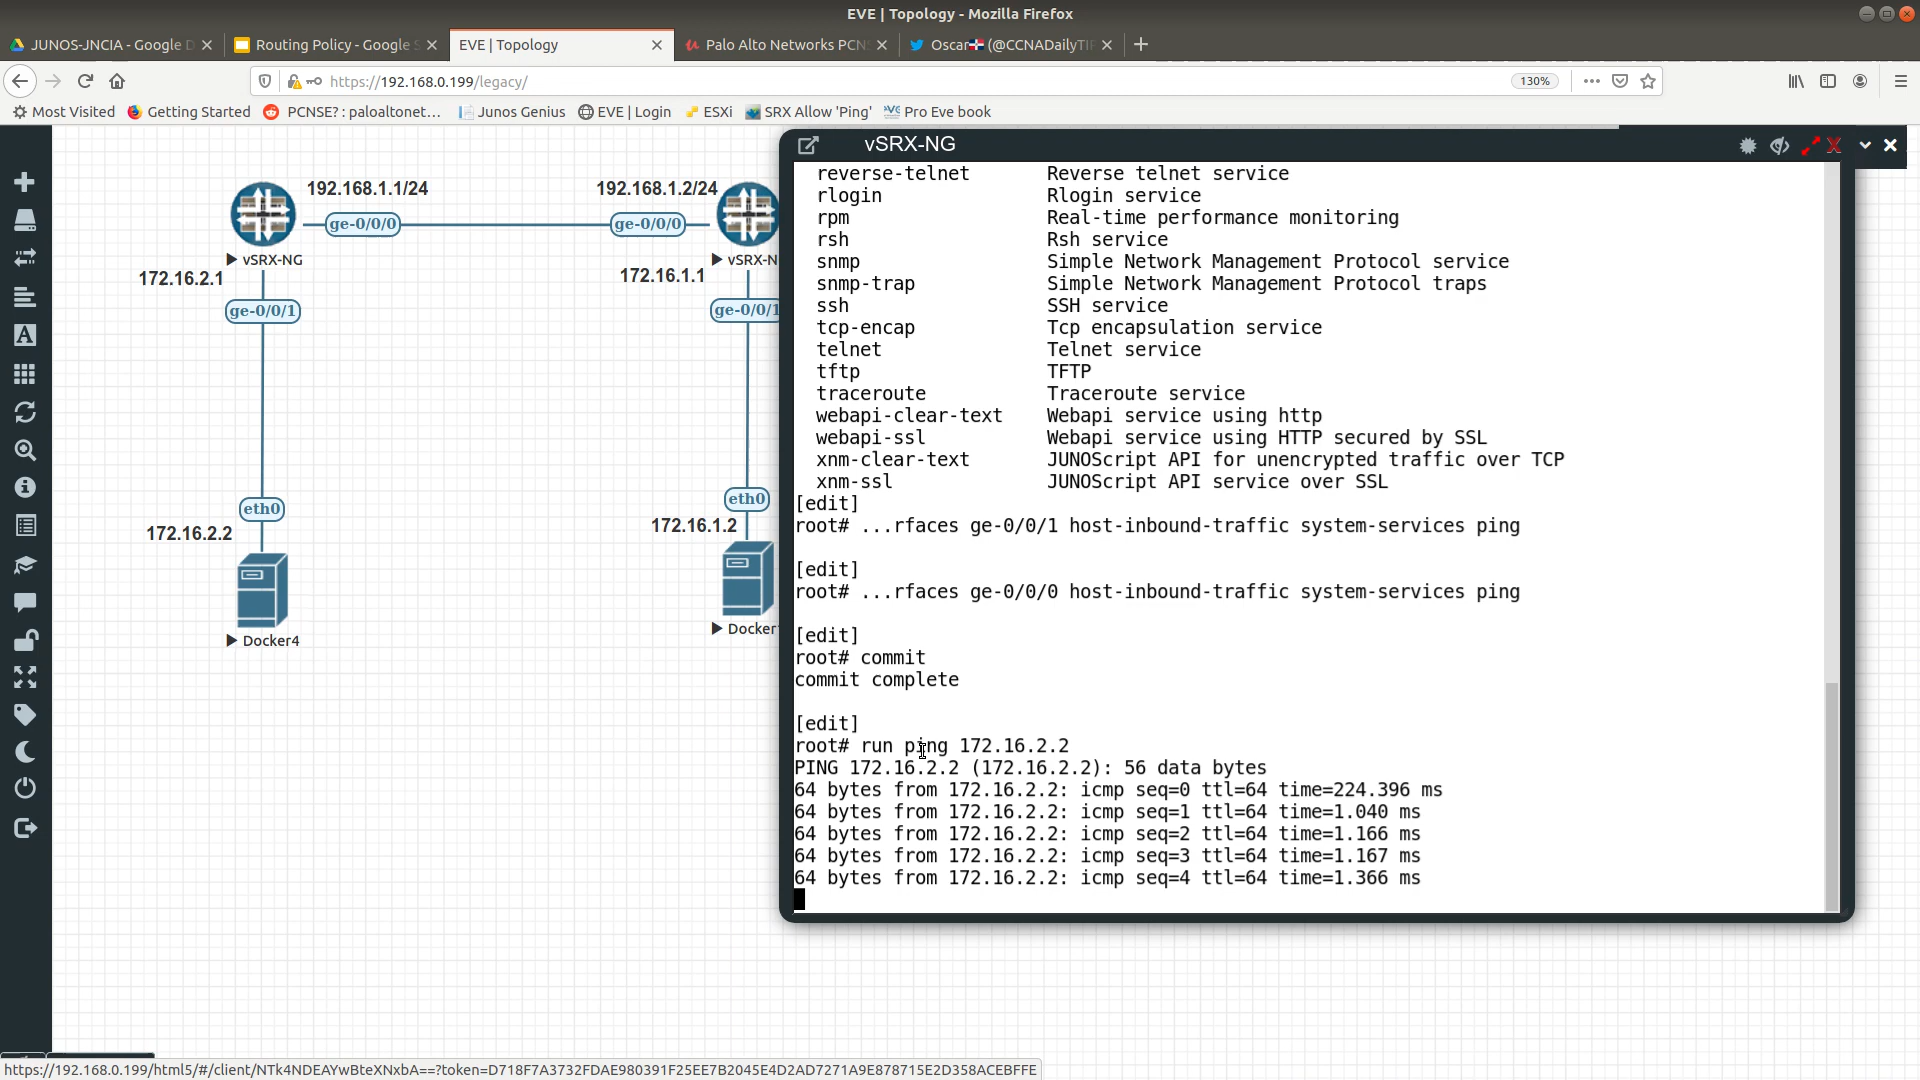 EVE | Topology - Mozilla Firefox
JUNOS-JNCIA - Google D
Routing Policy - Google S
EVE | Topology
Palo Alto Networks PCN
Oscar (@CCNADailyTI
https://192.168.0.199/legacy/
130%
Most Visited
Getting Started
PCNSE? : paloaltonet…
Junos Genius
EVE | Login
ESXi
SRX Allow 'Ping'
Pro Eve book
192.168.1.1/24
192.168.1.2/24
ge-0/0/0
ge-0/0/0
vSRX-NG
vSRX-N
172.16.2.1
172.16.1.1
ge-0/0/1
ge-0/0/1
eth0
eth0
172.16.2.2
172.16.1.2
Docker4
Docker
vSRX-NG
reverse-telnet Reverse telnet service
rlogin Rlogin service
rpm Real-time performance monitoring
rsh Rsh service
snmp Simple Network Management Protocol service
snmp-trap Simple Network Management Protocol traps
ssh SSH service
tcp-encap Tcp encapsulation service
telnet Telnet service
tftp TFTP
traceroute Traceroute service
webapi-clear-text Webapi service using http
webapi-ssl Webapi service using HTTP secured by SSL
xnm-clear-text JUNOScript API for unencrypted traffic over TCP
xnm-ssl JUNOScript API service over SSL
[edit]
root# ...rfaces ge-0/0/1 host-inbound-traffic system-services ping
[edit]
root# ...rfaces ge-0/0/0 host-inbound-traffic system-services ping
[edit]
root# commit
commit complete
[edit]
root# run ping 172.16.2.2
PING 172.16.2.2 (172.16.2.2): 56 data bytes
64 bytes from 172.16.2.2: icmp seq=0 ttl=64 time=224.396 ms
64 bytes from 172.16.2.2: icmp seq=1 ttl=64 time=1.040 ms
64 bytes from 172.16.2.2: icmp seq=2 ttl=64 time=1.166 ms
64 bytes from 172.16.2.2: icmp seq=3 ttl=64 time=1.167 ms
64 bytes from 172.16.2.2: icmp seq=4 ttl=64 time=1.366 ms
https://192.168.0.199/html5/#/client/NTk4NDEAYwBteXNxbA==?token=D718F7A3732FDAE980391F25EE7B2045E4D2AD7271A9E878715E2D358ACEBFFE